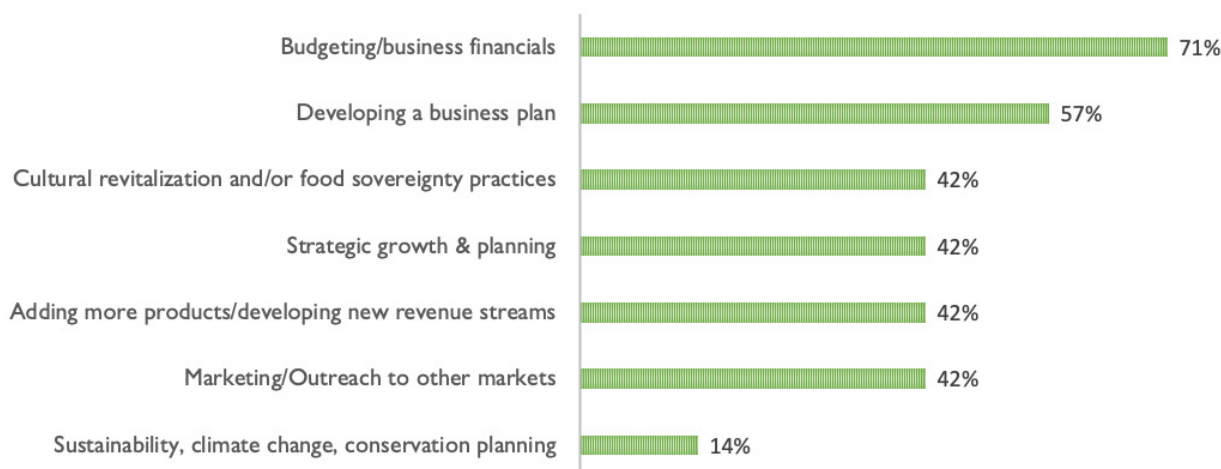 Budgeting/business financials 71%
Developing a business plan 57%
Cultural revitalization and/or food sovereignty practices 42%
Strategic growth & planning 42%
Adding more products/developing new revenue streams 42%
Marketing/Outreach to other markets 42%
Sustainability, climate change, conservation planning 14%